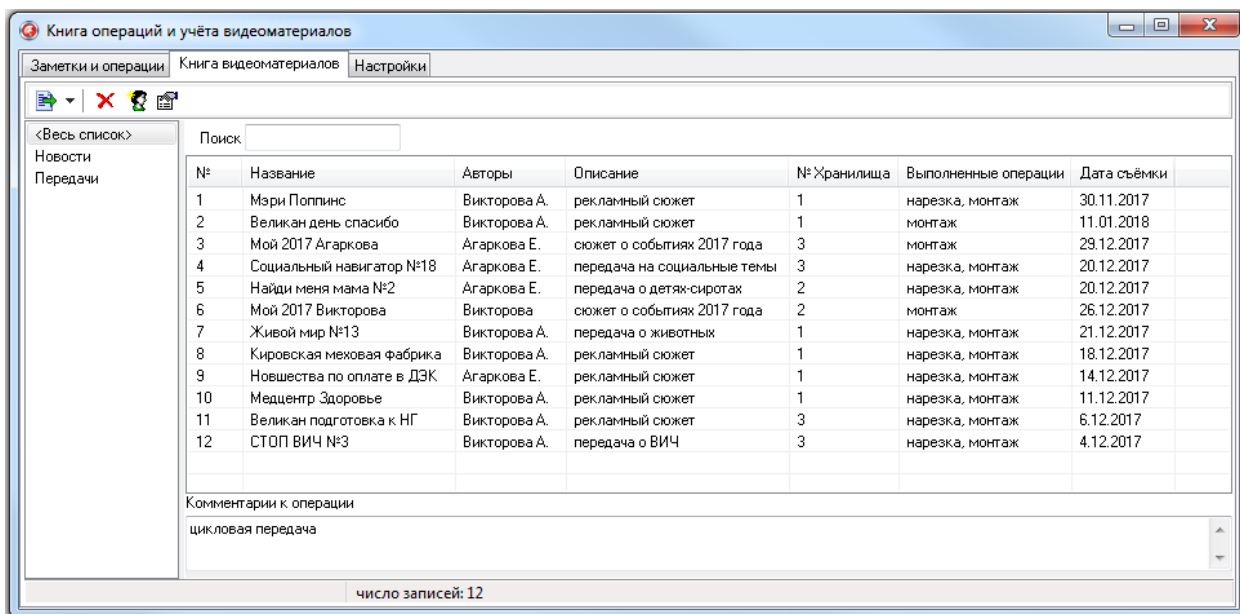 Книга операций и учёта видеоматериалов
Заметки и операции Книга видеоматериалов Настройки
<Весь список>
Новости
Передачи
Поиск
№ Название Авторы Описание № Хранилища Выполненные операции Дата съёмки
1 Мэри Поппинс Викторова А. рекламный сюжет 1 нарезка, монтаж 30.11.2017
2 Великан день спасибо Викторова А. рекламный сюжет 1 монтаж 11.01.2018
3 Мой 2017 Агаркова Агаркова Е. сюжет о событиях 2017 года 3 монтаж 29.12.2017
4 Социальный навигатор №18 Агаркова Е. передача на социальные темы 3 нарезка, монтаж 20.12.2017
5 Найди меня мама №2 Агаркова Е. передача о детях-сиротах 2 нарезка, монтаж 20.12.2017
6 Мой 2017 Викторова Викторова сюжет о событиях 2017 года 2 монтаж 26.12.2017
7 Живой мир №13 Викторова А. передача о животных 1 нарезка, монтаж 21.12.2017
8 Кировская меховая фабрика Викторова А. рекламный сюжет 1 нарезка, монтаж 18.12.2017
9 Новшества по оплате в ДЭК Агаркова Е. рекламный сюжет 1 нарезка, монтаж 14.12.2017
10 Медцентр Здоровье Викторова А. рекламный сюжет 1 нарезка, монтаж 11.12.2017
11 Великан подготовка к НГ Викторова А. рекламный сюжет 3 нарезка, монтаж 6.12.2017
12 СТОП ВИЧ №3 Викторова А. передача о ВИЧ 3 нарезка, монтаж 4.12.2017
Комментарии к операции
цикловая передача
число записей: 12